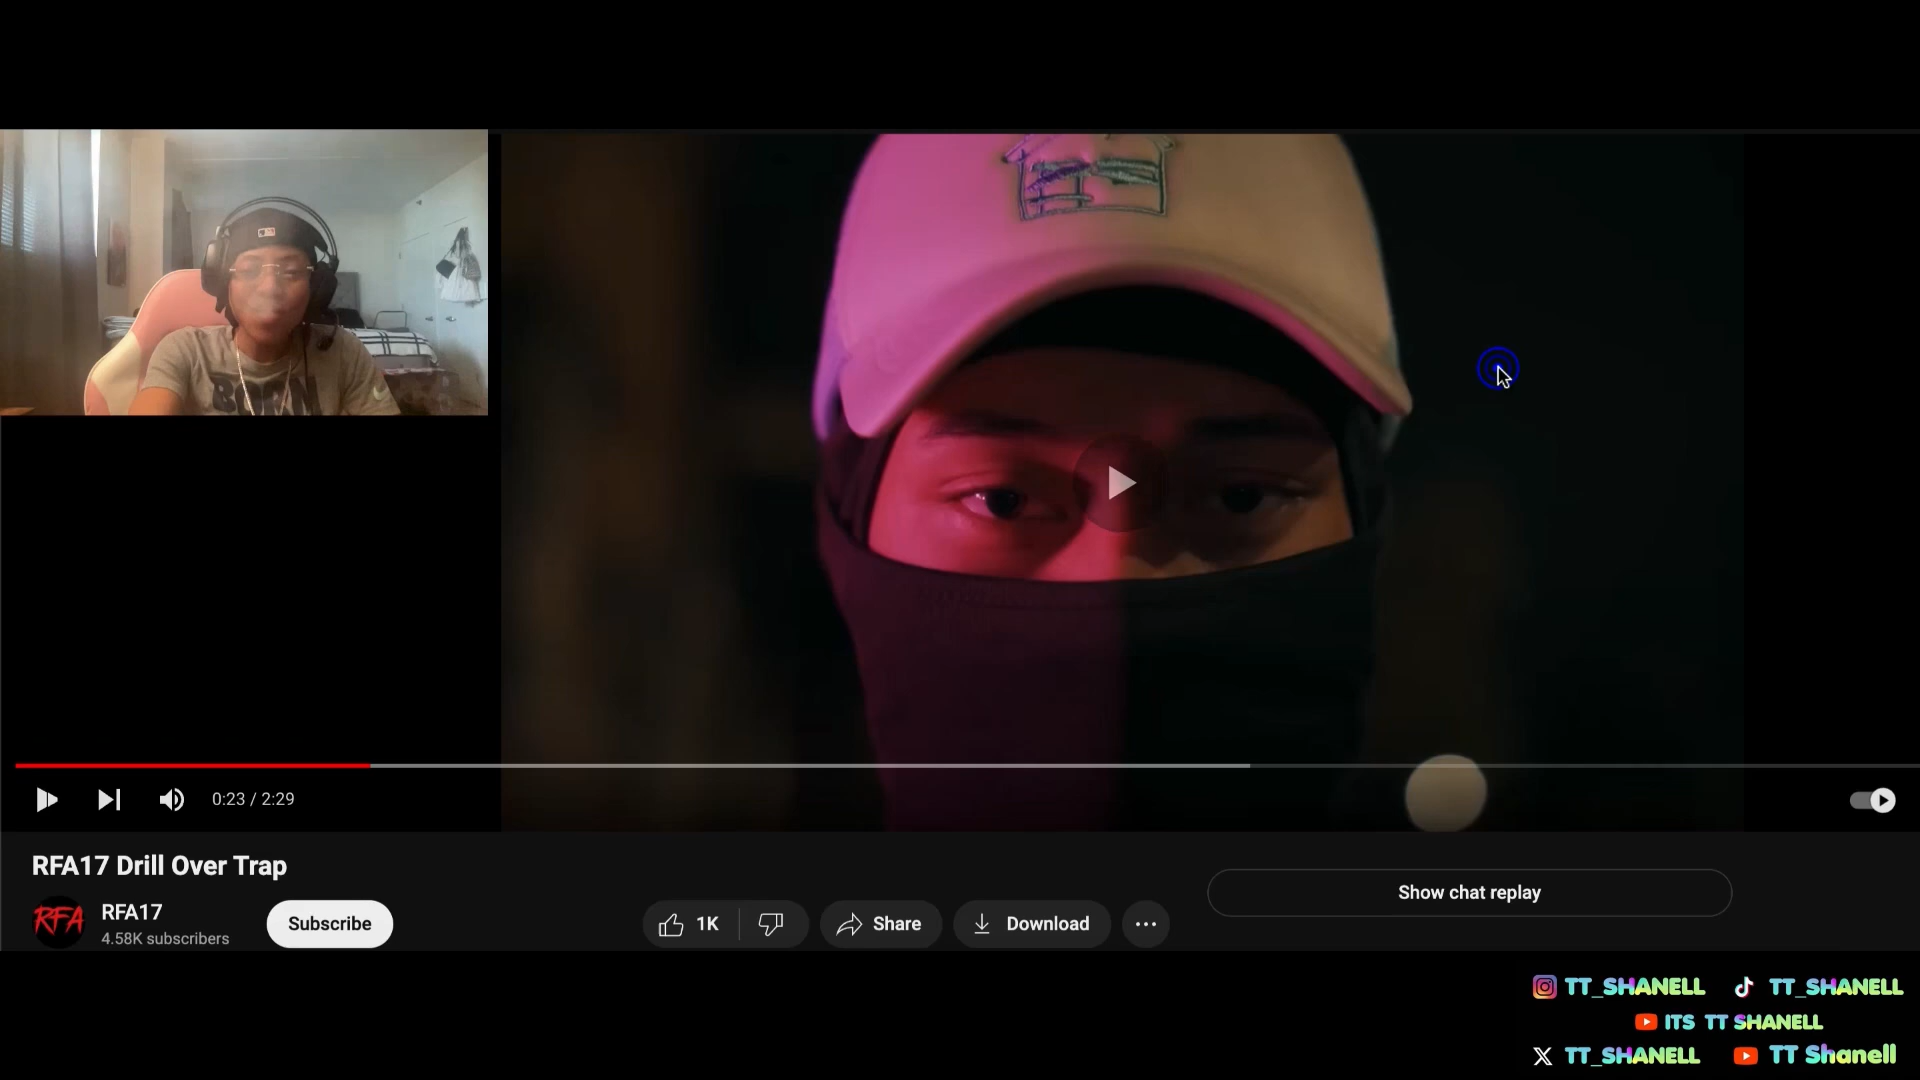 0:23 / 2:29
RFA17 Drill Over Trap
RFA
RFA17
4.58K subscribers
Subscribe
1K
Share
Download
Show chat replay
TT_SHANELL
TT_SHANELL
ITS TT SHANELL
TT_SHANELL
TT Shanell